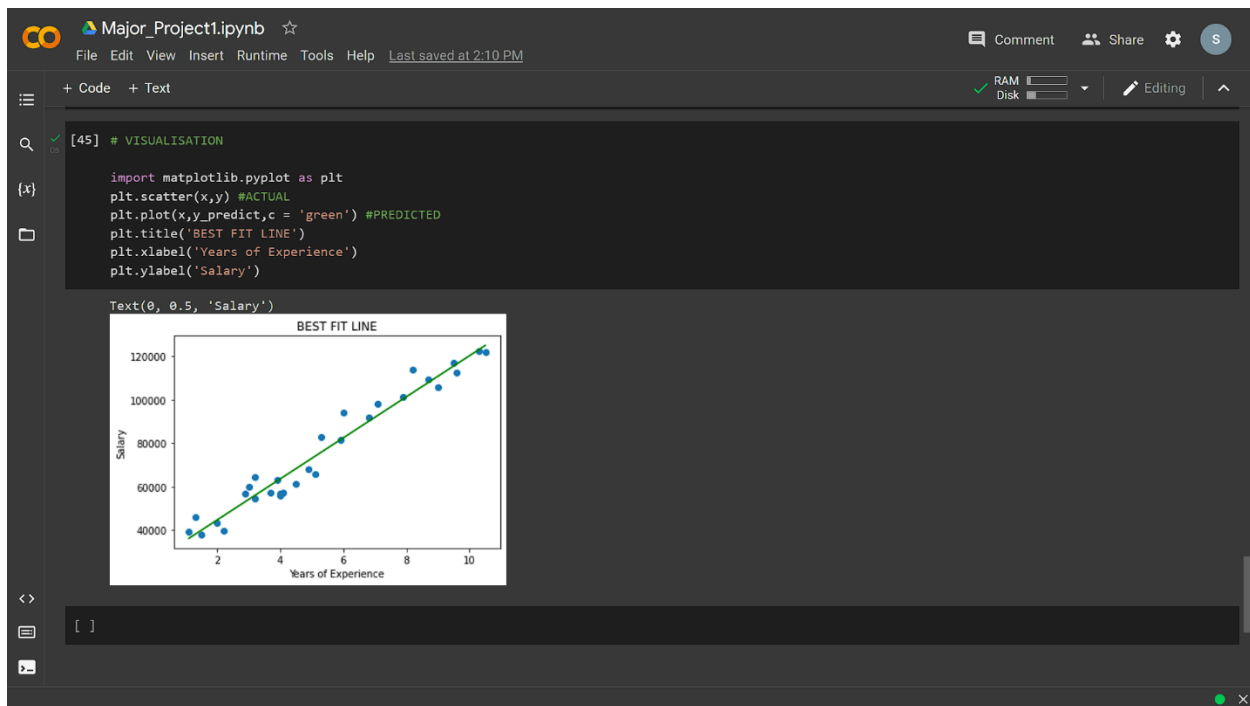 CO
Major_Project1.ipynb
File Edit View Insert Runtime Tools Help Last saved at 2:10 PM
Comment Share S
+ Code + Text
RAM
Disk
Editing
{x}
0s
[45] # VISUALISATION
import matplotlib.pyplot as plt
plt.scatter(x,y) #ACTUAL
plt.plot(x,y_predict,c = 'green') #PREDICTED
plt.title('BEST FIT LINE')
plt.xlabel('Years of Experience')
plt.ylabel('Salary')
Text(0, 0.5, 'Salary')
BEST FIT LINE
120000
100000
80000
60000
40000
Salary
2 4 6 8 10
Years of Experience
[ ]